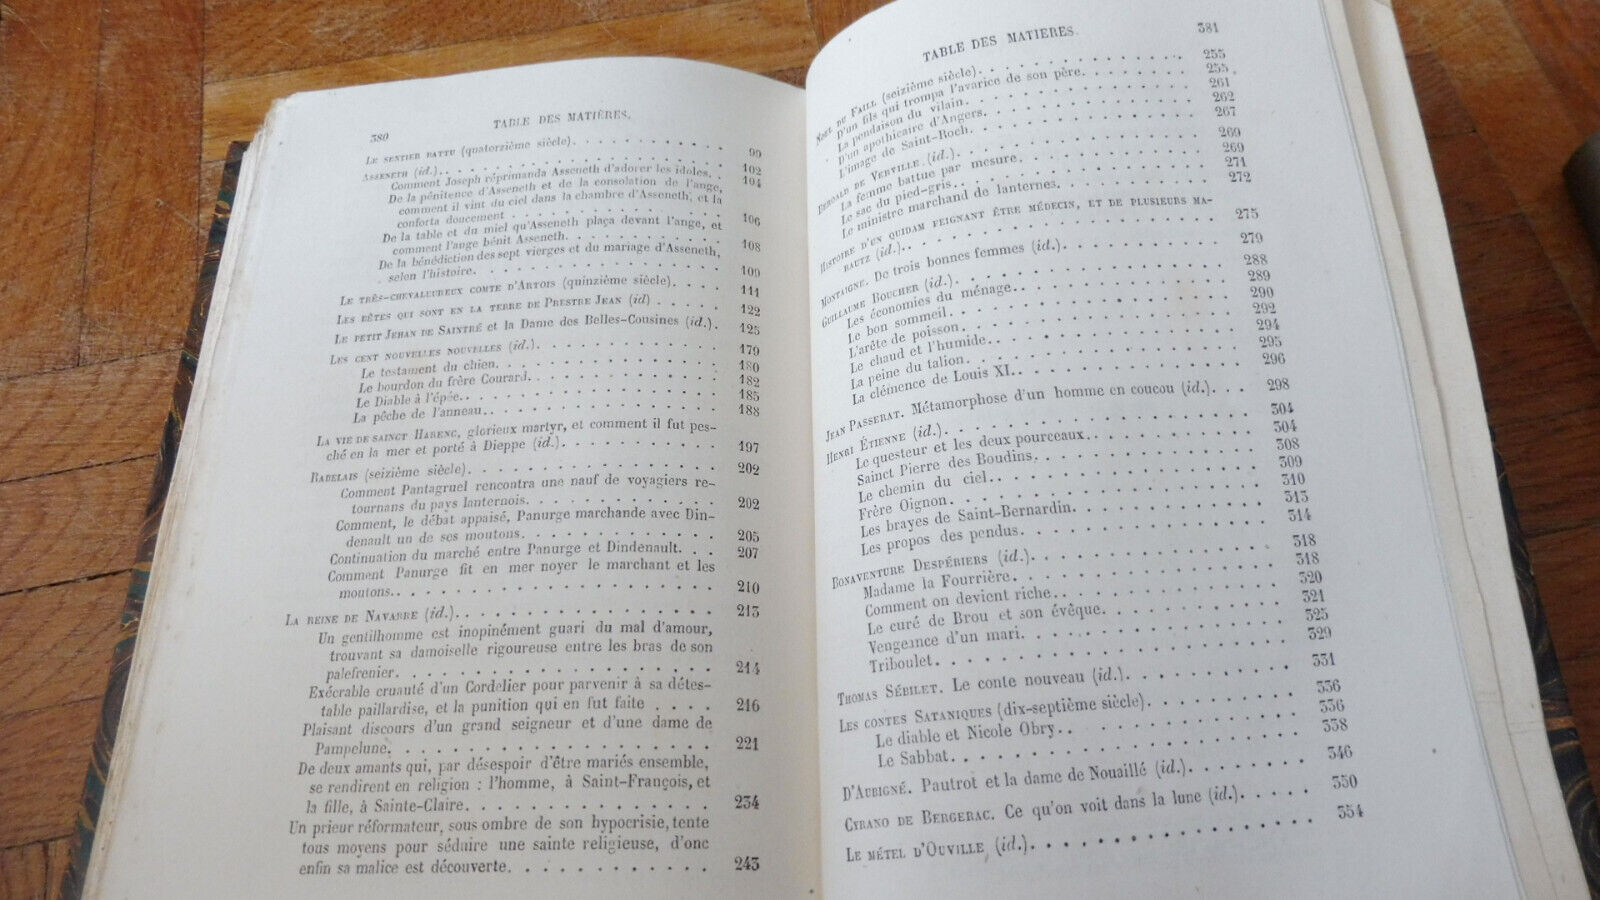 380
TABLE DES MATIÈRES.
Le sentier battu (quatorzième siècle). . . . . . . . . . . 99
Asseneth (id.). . . . . . . . . . . 102
Comment Joseph réprimanda Asseneth d'adorer les idoles. . 104
De la pénitence d'Asseneth et de la consolation de l'ange,
comment il vint du ciel dans la chambre d'Asseneth, et la
conforta doucement . . . . . . . . . . . 106
De la table et du miel qu'Asseneth plaça devant l'ange, et
comment l'ange bénit Asseneth. . . . . . . . . . . 108
De la bénédiction des sept vierges et du mariage d'Asseneth,
selon l'histoire. . . . . . . . . . . 109
Le très-chevalеureux comte d'Artois (quinzième siècle). . . . 111
Les bêtes qui sont en la terre de Prestre Jean (id) . . . . 122
Le petit Jehan de Saintré et la Dame des Belles-Cousines (id.). 125
Les cent nouvelles nouvelles (id.). . . . . . . . . . . 179
Le testament du chien. . . . . . . . . . . 180
Le bourdon du frère Courard. . . . . . . . . . . 182
Le Diable à l'épée. . . . . . . . . . . 185
La pêche de l'anneau. . . . . . . . . . . 188
La vie de sainct Harenc, glorieux martyr, et comment il fut pes-
ché en la mer et porté à Dieppe (id.). . . . . . . . . . . 197
Rabelais (seizième siècle). . . . . . . . . . . 202
Comment Pantagruel rencontra une nauf de voyagiers re-
tournans du pays lanternois. . . . . . . . . . . 202
Comment, le débat appaisé, Panurge marchande avec Din-
denault un de ses moutons. . . . . . . . . . . 205
Continuation du marché entre Panurge et Dindenault. . . 207
Comment Panurge fit en mer noyer le marchant et les
moutons. . . . . . . . . . . 210
La reine de Navarre (id.). . . . . . . . . . . 213
Un gentilhomme est inopinément guari du mal d'amour,
trouvant sa damoiselle rigoureuse entre les bras de son
palefrenier. . . . . . . . . . . 214
Exécrable cruauté d'un Cordelier pour parvenir à sa détes-
table paillardise, et la punition qui en fut faite . . . . 216
Plaisant discours d'un grand seigneur et d'une dame de
Pampelune. . . . . . . . . . . 221
De deux amants qui, par désespoir d'être mariés ensemble,
se rendirent en religion : l'homme, à Saint-François, et
la fille, à Sainte-Claire. . . . . . . . . . . 234
Un prieur réformateur, sous ombre de son hypocrisie, tente
tous moyens pour séduire une sainte religieuse, d'onc
enfin sa malice est découverte. . . . . . . . . . . 243
TABLE DES MATIERES. 381
Noel du Faill (seizième siècle). . . . . . . . . . . 255
D'un fils qui trompa l'avarice de son père. . . . . . . . 255
La pendaison du vilain. . . . . . . . . . . 261
D'un apothicaire d'Angers. . . . . . . . . . . 262
L'image de Saint-Roch. . . . . . . . . . . 267
Beroald de Verville (id.). . . . . . . . . . . 269
La femme battue par mesure. . . . . . . . . . . 269
Le sac du pied-gris. . . . . . . . . . . 271
Le ministre marchand de lanternes. . . . . . . . . . . 272
Histoire d'un quidam feignant être médecin, et de plusieurs ma-
rautz (id.). . . . . . . . . . . 275
Montaigne. De trois bonnes femmes (id.). . . . . . . . . 279
Guillaume Boucher (id.). . . . . . . . . . . 288
Les économies du ménage. . . . . . . . . . . 289
Le bon sommeil. . . . . . . . . . . 290
L'arête de poisson. . . . . . . . . . . 292
Le chaud et l'humide. . . . . . . . . . . 294
La peine du talion. . . . . . . . . . . 295
La clémence de Louis XI. . . . . . . . . . . 296
Jean Passerat. Métamorphose d'un homme en coucou (id.). . . 298
Henri Étienne (id.). . . . . . . . . . . 304
Le questeur et les deux pourceaux. . . . . . . . . . . 304
Sainct Pierre des Boudins. . . . . . . . . . . 308
Le chemin du ciel. . . . . . . . . . . 309
Frère Oignon. . . . . . . . . . . 310
Les brayes de Saint-Bernardin. . . . . . . . . . . 313
Les propos des pendus. . . . . . . . . . . 314
Bonaventure Despériers (id.). . . . . . . . . . . 318
Madame la Fourrière. . . . . . . . . . . 318
Comment on devient riche. . . . . . . . . . . 320
Le curé de Brou et son évêque. . . . . . . . . . . 321
Vengeance d'un mari. . . . . . . . . . . 325
Triboulet. . . . . . . . . . . 329
Thomas Sébilet. Le conte nouveau (id.). . . . . . . . . 331
Les contes Sataniques (dix-septième siècle). . . . . . . . 336
Le diable et Nicole Obry. . . . . . . . . . . 336
Le Sabbat. . . . . . . . . . . 338
D'Aubigné. Pautrot et la dame de Nouaillé (id.). . . . . . . 346
Cyrano de Bergerac. Ce qu'on voit dans la lune (id.). . . . . 350
Le métel d'Ouville (id.). . . . . . . . . . . 354